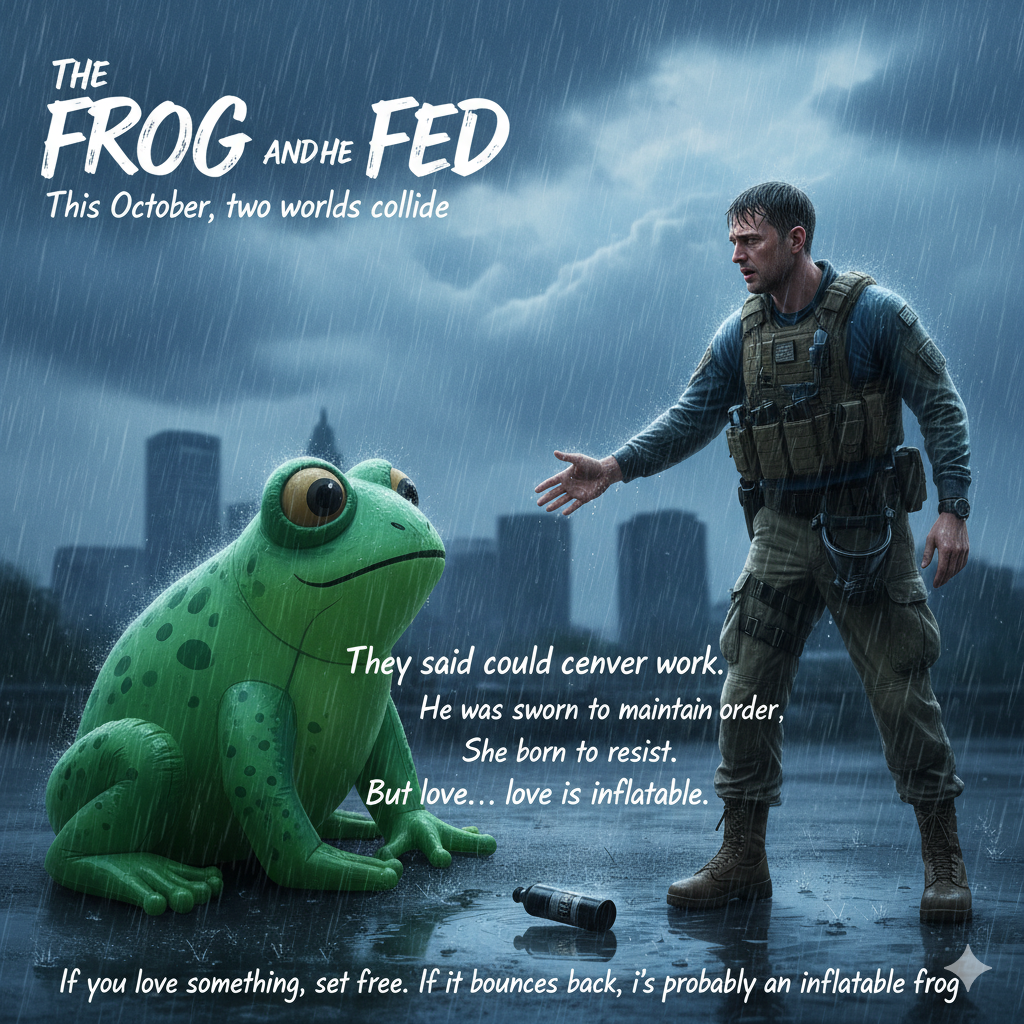 THE
FROG ANDHE FED
This October, two worlds collide
They said could cenver work.
He was sworn to maintain order,
She born to resist.
But love... love is inflatable.
If you love something, set free. If it bounces back, i's probably an inflatable frog